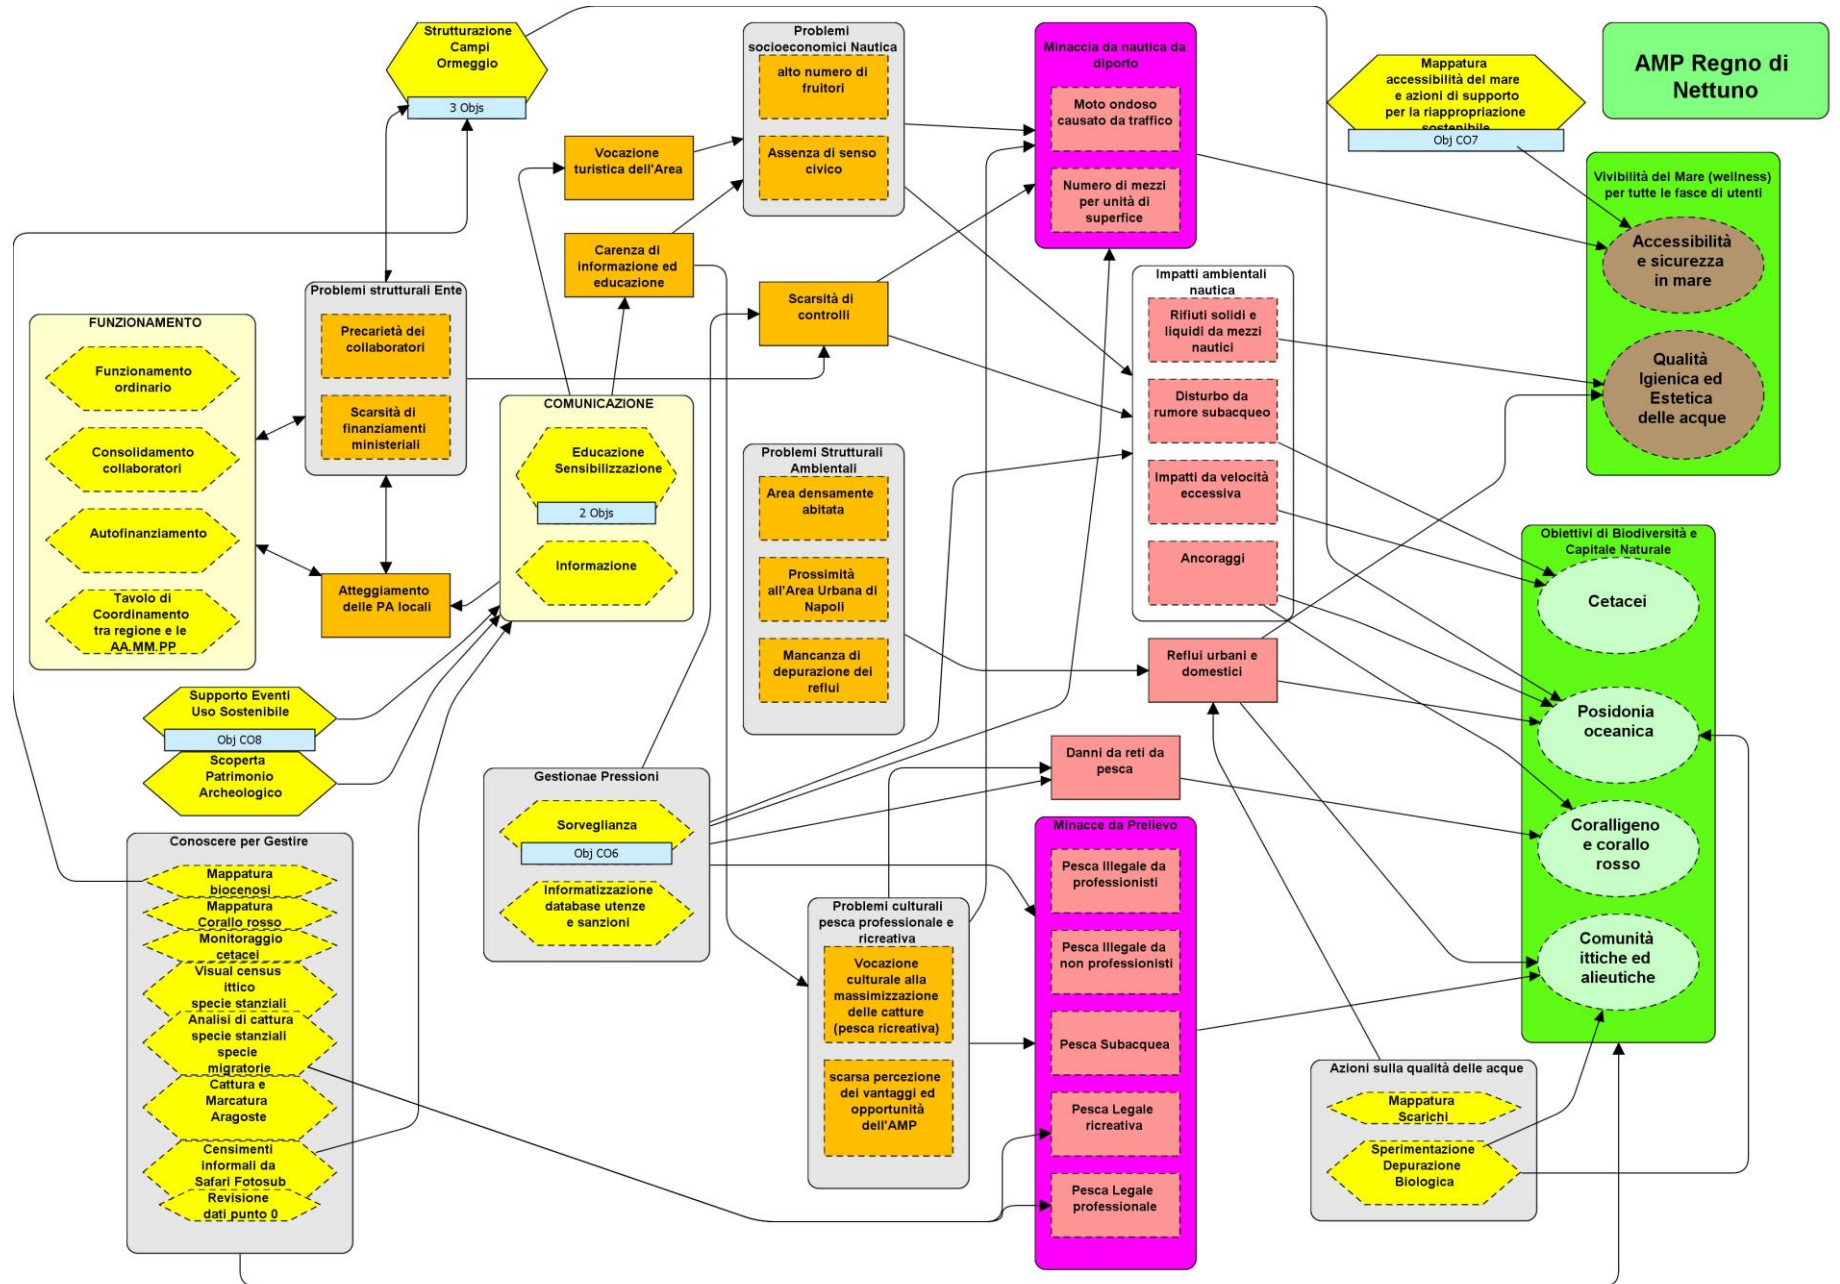 Strutturazione
Campi
Ormeggio
3 Objs
Problemi
socioeconomici Nautica
alto numero di
fruitori
Assenza di senso
civico
Minaccia da nautica da
diporto
Moto ondoso
causato da traffico
Numero di mezzi
per unità di
superfice
Mappatura
accessibilità del mare
e azioni di supporto
per la riappropriazione
sostenibile
Obj CO7
AMP Regno di
Nettuno
Vocazione
turistica dell'Area
Carenza di
informazione ed
educazione
Scarsità di
controlli
Vivibilità del Mare (wellness)
per tutte le fasce di utenti
Accessibilità
e sicurezza
in mare
Qualità
Igienica ed
Estetica
delle acque
Problemi strutturali Ente
Precarietà dei
collaboratori
Scarsità di
finanziamenti
ministeriali
FUNZIONAMENTO
Funzionamento
ordinario
Consolidamento
collaboratori
Autofinanziamento
Tavolo di
Coordinamento
tra regione e le
AA.MM.PP
Atteggiamento
delle PA locali
COMUNICAZIONE
Educazione
Sensibilizzazione
2 Objs
Informazione
Impatti ambientali
nautica
Rifiuti solidi e
liquidi da mezzi
nautici
Disturbo da
rumore subacqueo
Impatti da velocità
eccessiva
Ancoraggi
Problemi Strutturali
Ambientali
Area densamente
abitata
Prossimità
all'Area Urbana di
Napoli
Mancanza di
depurazione dei
reflui
Reflui urbani e
domestici
Obiettivi di Biodiversità e
Capitale Naturale
Cetacei
Posidonia
oceanica
Coralligeno
e corallo
rosso
Comunità
ittiche ed
alieutiche
Supporto Eventi
Uso Sostenibile
Obj CO8
Scoperta
Patrimonio
Archeologico
Gestionae Pressioni
Sorveglianza
Obj CO6
Informatizzazione
database utenze
e sanzioni
Danni da reti da
pesca
Minacce da Prelievo
Pesca Illegale da
professionisti
Pesca Illegale da
non professionisti
Pesca Subacquea
Pesca Legale
ricreativa
Pesca Legale
professionale
Conoscere per Gestire
Mappatura
biocenosi
Mappatura
Corallo rosso
Monitoraggio
cetacei
Visual census
ittico
specie stanziali
Analisi di cattura
specie stanziali
specie
migratorie
Cattura e
Marcatura
Aragoste
Censimenti
informali da
Safari Fotosub
Revisione
dati punto 0
Problemi culturali
pesca professionale e
ricreativa
Vocazione
culturale alla
massimizzazione
delle catture
(pesca ricreativa)
scarsa percezione
dei vantaggi ed
opportunità
dell'AMP
Azioni sulla qualità delle acque
Mappatura
Scarichi
Sperimentazione
Depurazione
Biologica